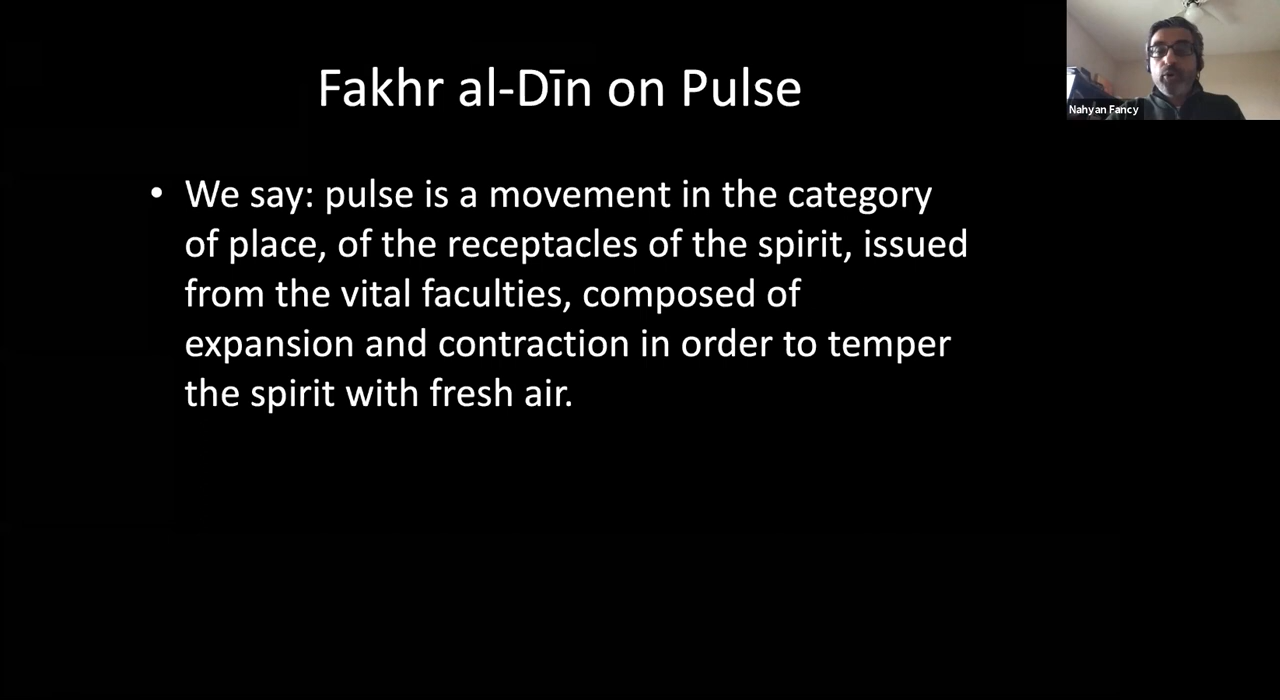 Fakhr al-Dīn on Pulse
Nahyan Fancy
• We say: pulse is a movement in the category
of place, of the receptacles of the spirit, issued
from the vital faculties, composed of
expansion and contraction in order to temper
the spirit with fresh air.